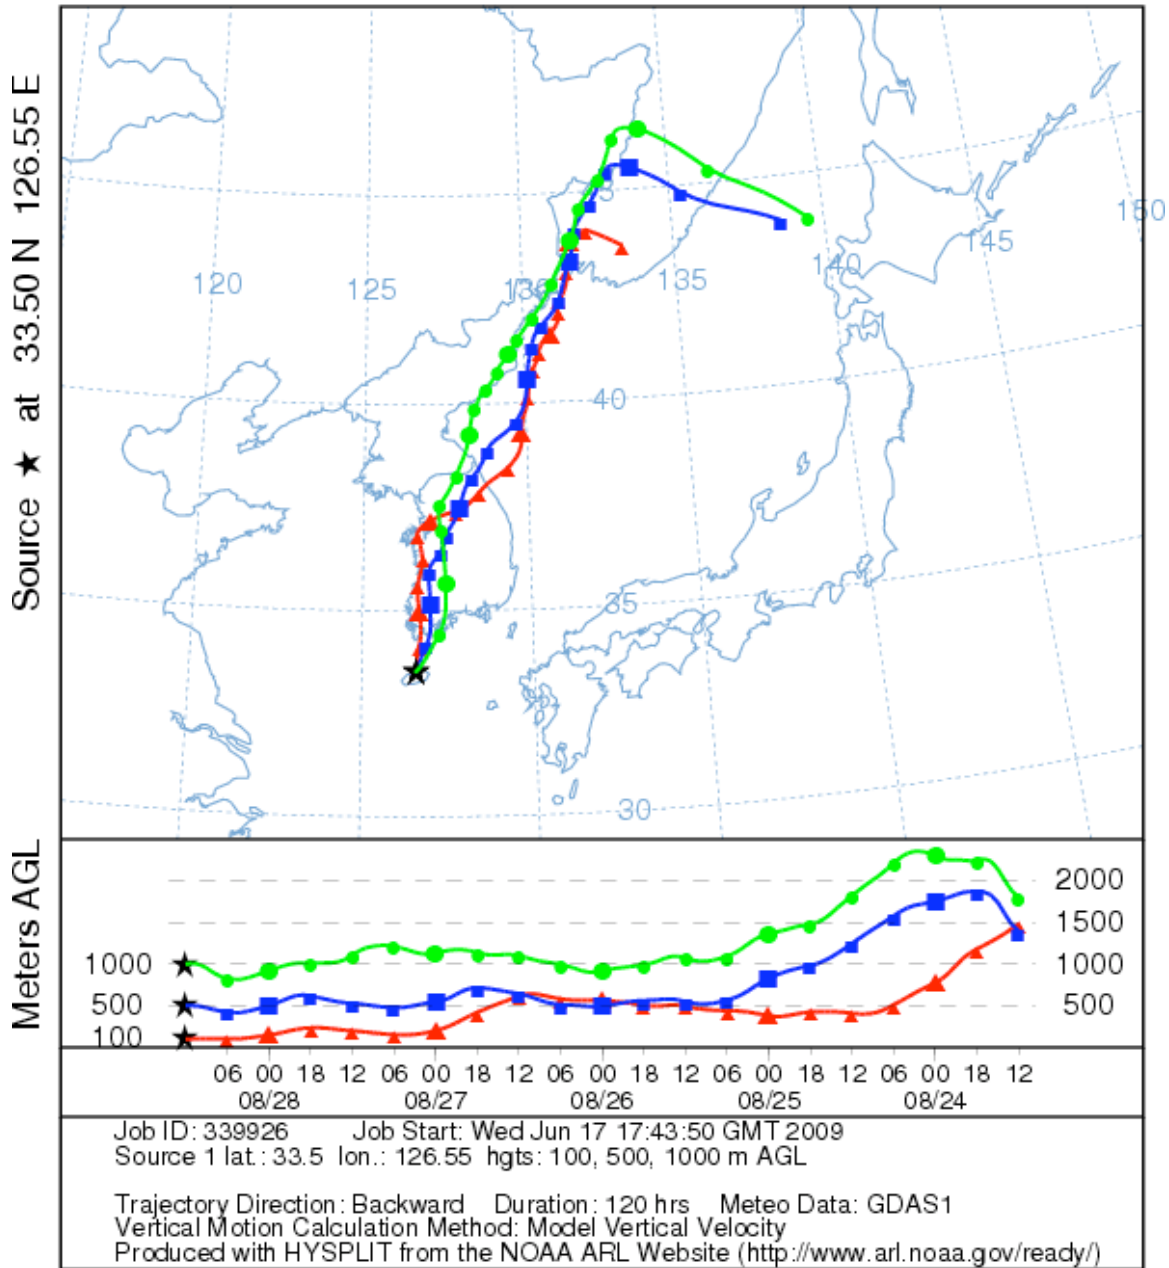 Source ★ at 33.50 N 126.55 E
150
145
140
135
130
125
120
45
40
35
30
Meters AGL
2000
1500
1000 1000
500 500
100
06 00 18 12 06 00 18 12 06 00 18 12 06 00 18 12 06 00 18 12
08/28 08/27 08/26 08/25 08/24
Job ID: 339926 Job Start: Wed Jun 17 17:43:50 GMT 2009
Source 1 lat.: 33.5 lon.: 126.55 hgts: 100, 500, 1000 m AGL
Trajectory Direction: Backward Duration: 120 hrs Meteo Data: GDAS1
Vertical Motion Calculation Method: Model Vertical Velocity
Produced with HYSPLIT from the NOAA ARL Website (http://www.arl.noaa.gov/ready/)